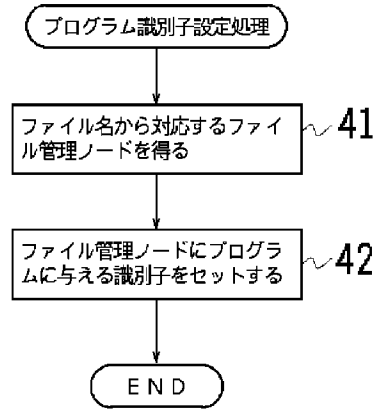 プログラム識別子設定処理
ファイル名から対応するファイ
ル管理ノードを得る
41
ファイル管理ノードにプログラ
ムに与える識別子をセットする
42
END